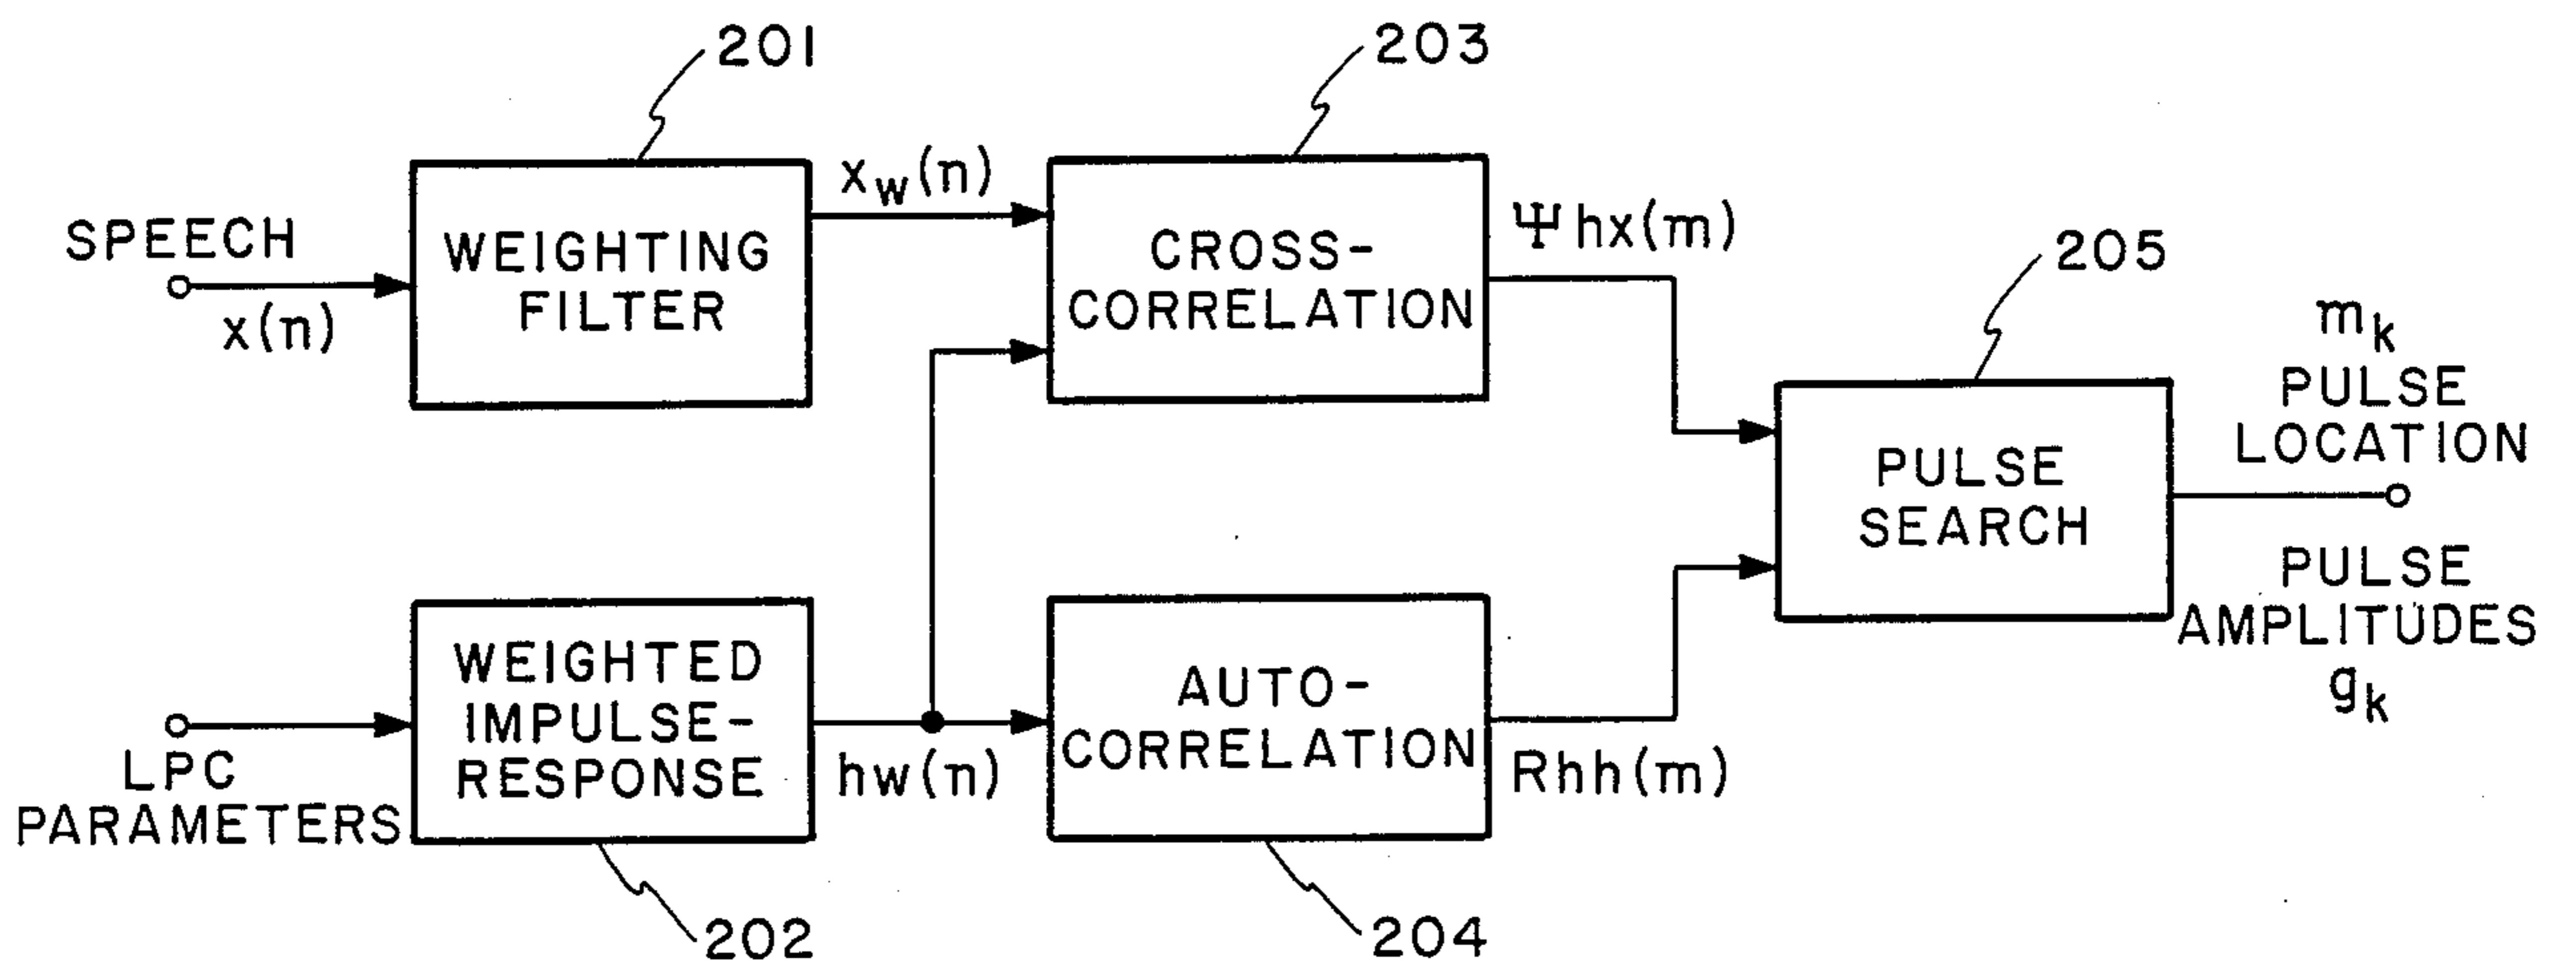 201
203
SPEECH
x(n)
WEIGHTING
FILTER
xw(n)
CROSS-
CORRELATION
Ψhx(m)
205
mk
PULSE
LOCATION
PULSE
SEARCH
PULSE
AMPLITUDES
gk
LPC
PARAMETERS
WEIGHTED
IMPULSE-
RESPONSE
hw(n)
AUTO-
CORRELATION
Rhh(m)
202
204